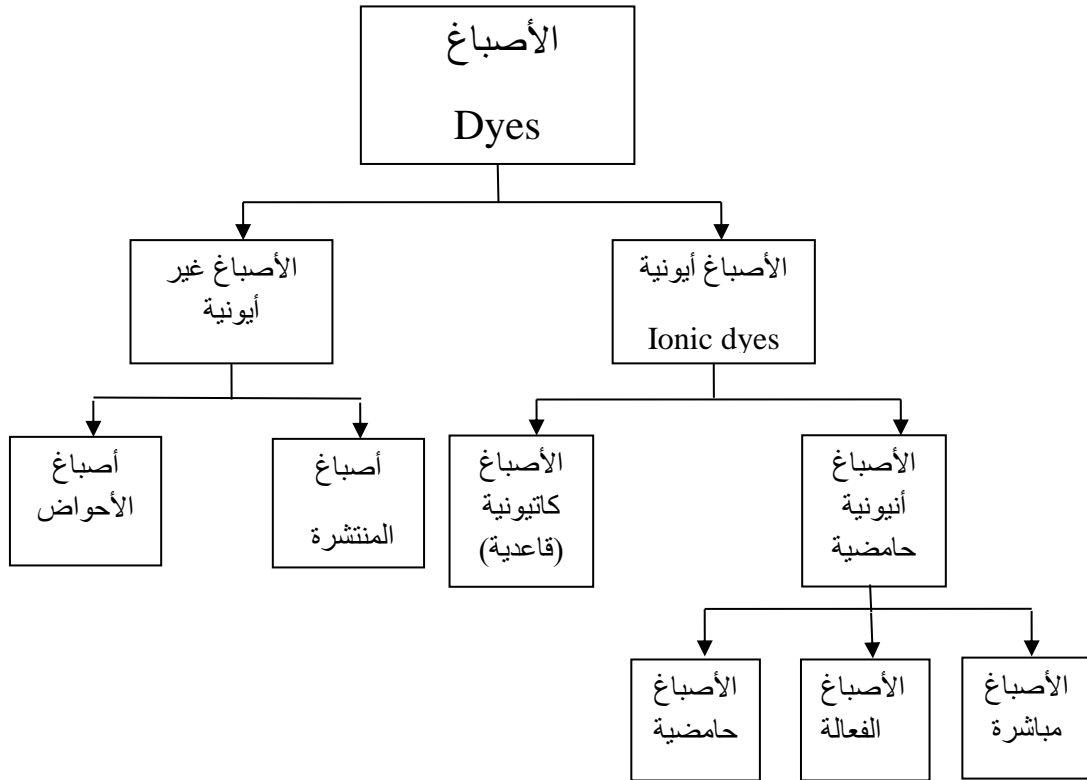 الأصباغ
Dyes
الأصباغ أيونية
Ionic dyes
الأصباغ غير
أيونية
الأصباغ
أنيونية
حامضية
الأصباغ
كاتيونية
(قاعدية)
أصباغ
المنتشرة
أصباغ
الأحواض
الأصباغ
مباشرة
الأصباغ
الفعالة
الأصباغ
حامضية